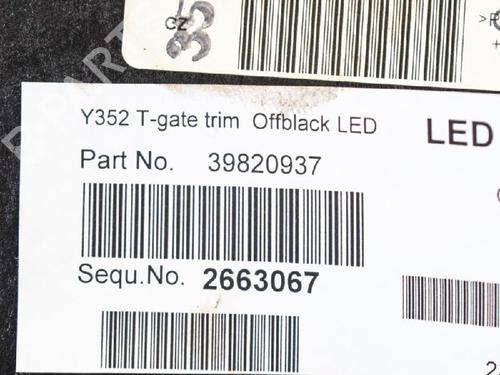 CZ
35
Y352 T-gate trim Offblack LED
LED
Part No. 39820937
Sequ.No. 2663067